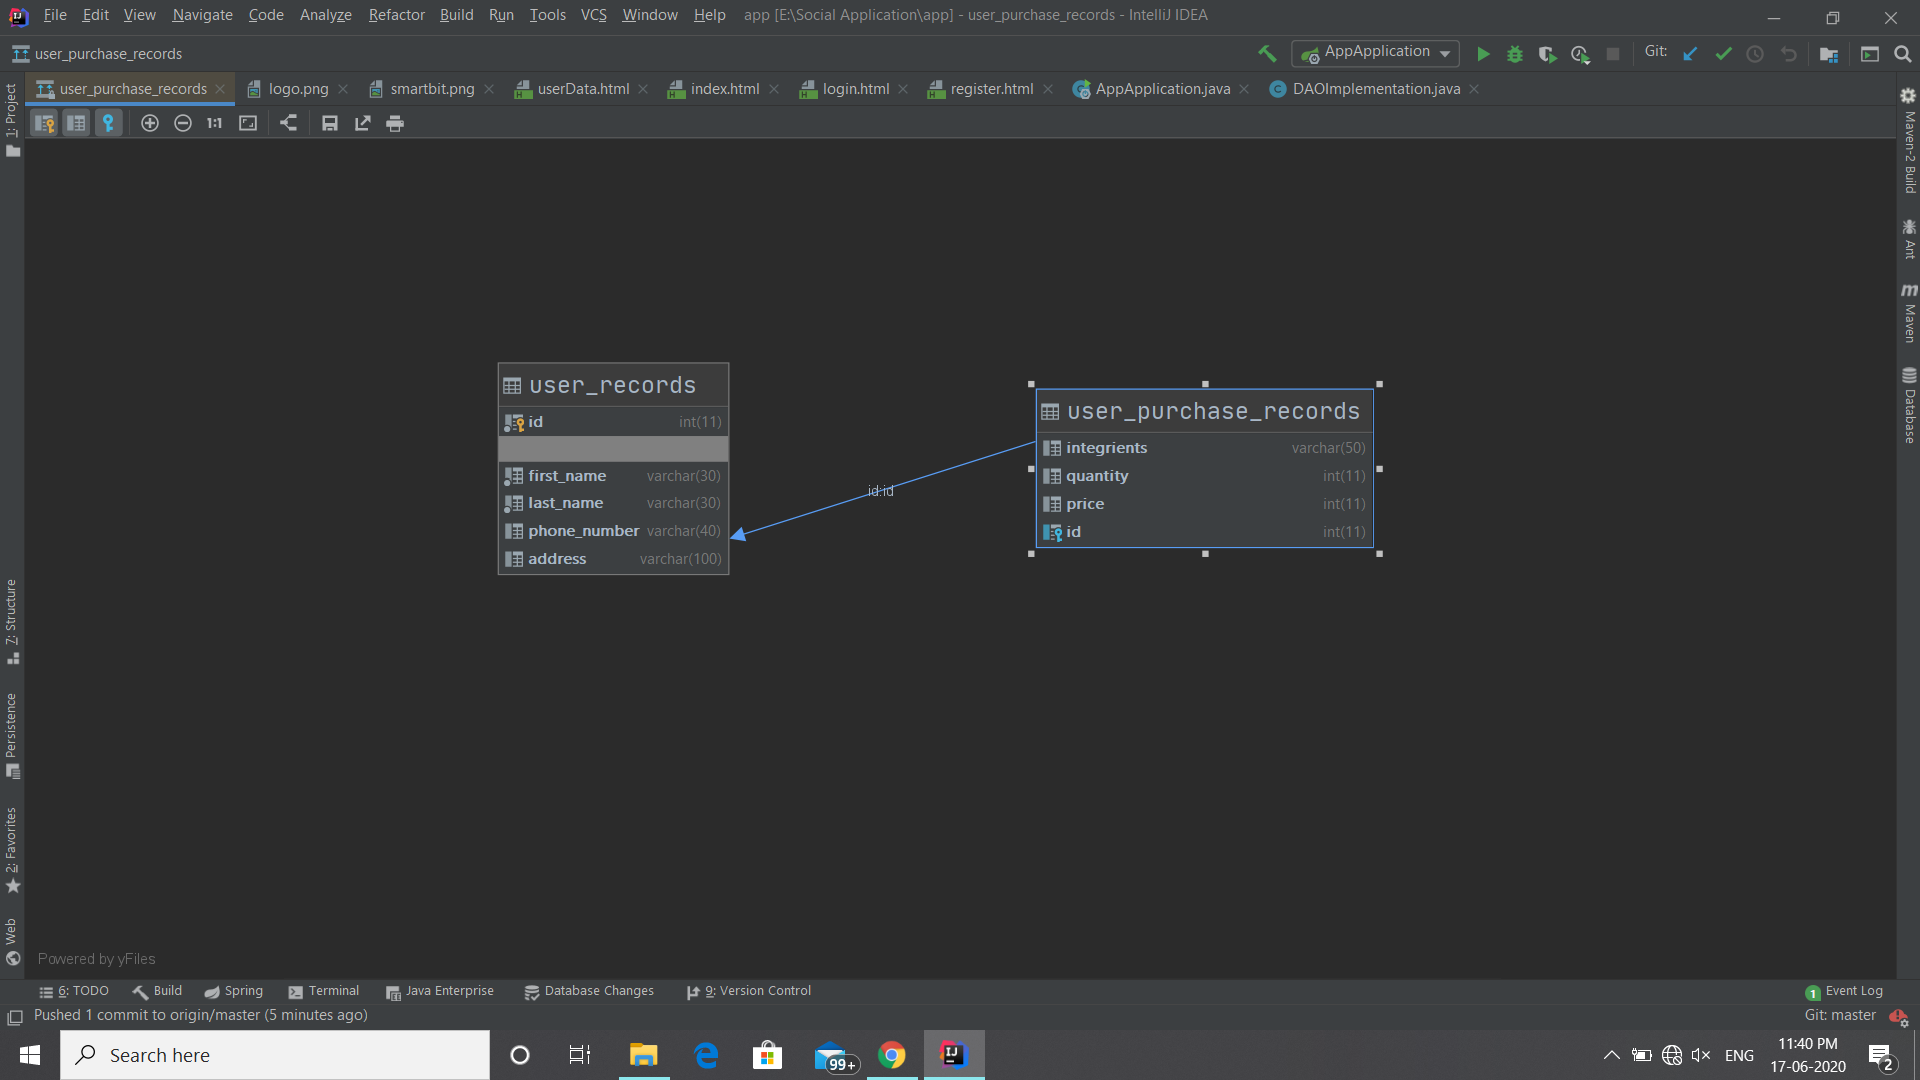 File Edit View Navigate Code Analyze Refactor Build Run Tools VCS Window Help app [E:\Social Application\app] - user_purchase_records - IntelliJ IDEA
user_purchase_records
AppApplication
Git:
user_purchase_records logo.png smartbit.png userData.html index.html login.html register.html AppApplication.java DAOImplementation.java
1:1
1: Project
7: Structure
Persistence
2: Favorites
Web
user_records
id int(11)
first_name varchar(30)
last_name varchar(30)
phone_number varchar(40)
address varchar(100)
id:id
user_purchase_records
integrients varchar(50)
quantity int(11)
price int(11)
id int(11)
Maven-2 Build
Ant
Maven
Database
Powered by yFiles
6: TODO Build Spring Terminal Java Enterprise Database Changes 9: Version Control 1 Event Log
Pushed 1 commit to origin/master (5 minutes ago) Git: master
Search here
99+
ENG
11:40 PM
17-06-2020
2